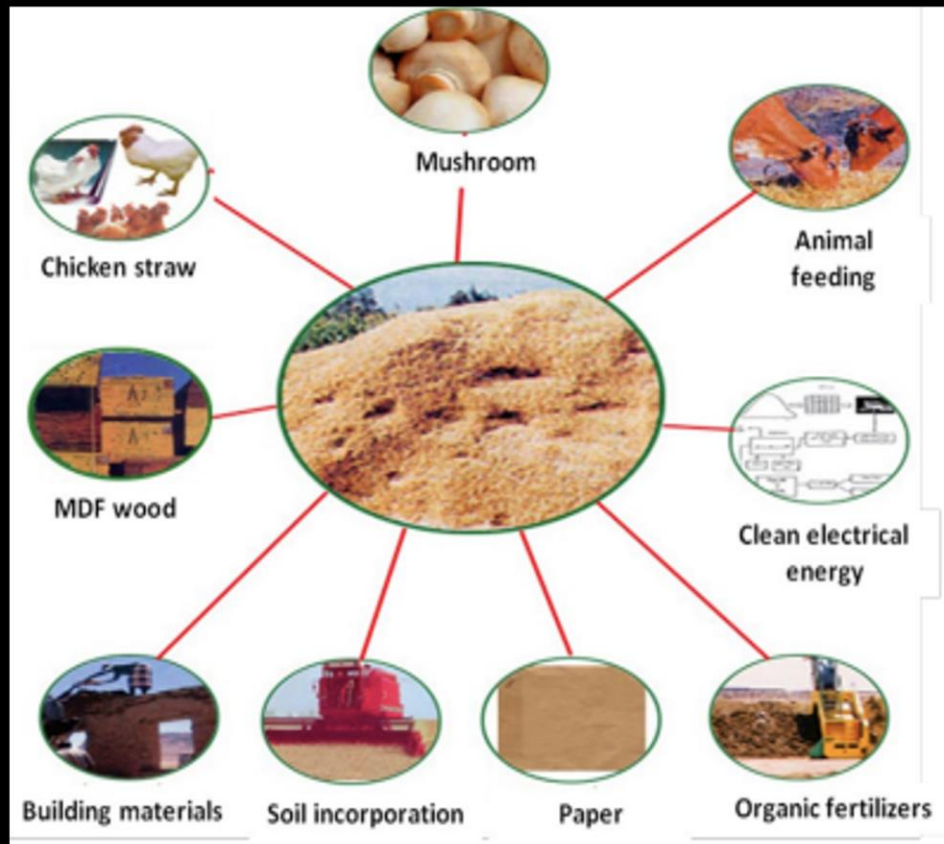 Mushroom
Chicken straw
Animal
feeding
MDF wood
Clean electrical
energy
Building materials
Soil incorporation
Paper
Organic fertilizers